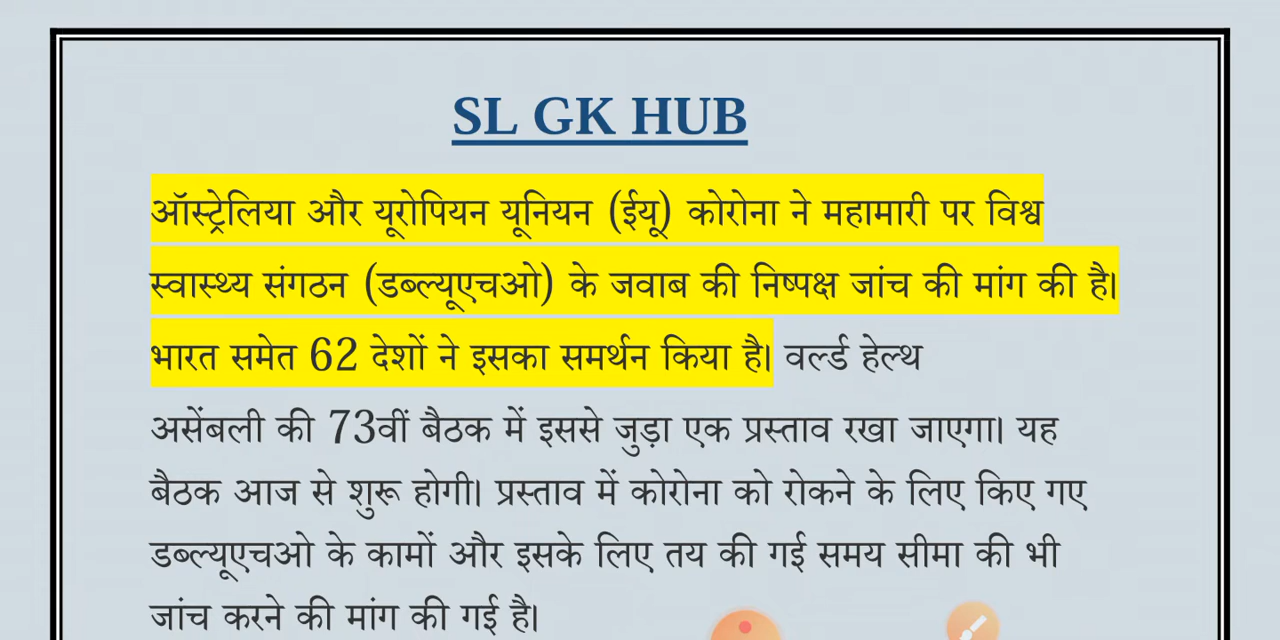 SL GK HUB
ऑस्ट्रेलिया और यूरोपियन यूनियन (ईयू) कोरोना ने महामारी पर विश्व
स्वास्थ्य संगठन (डब्ल्यूएचओ) के जवाब की निष्पक्ष जांच की मांग की है।
भारत समेत 62 देशों ने इसका समर्थन किया है। वर्ल्ड हेल्थ
असेंबली की 73वीं बैठक में इससे जुड़ा एक प्रस्ताव रखा जाएगा। यह
बैठक आज से शुरू होगी। प्रस्ताव में कोरोना को रोकने के लिए किए गए
डब्ल्यूएचओ के कामों और इसके लिए तय की गई समय सीमा की भी
जांच करने की मांग की गई है।